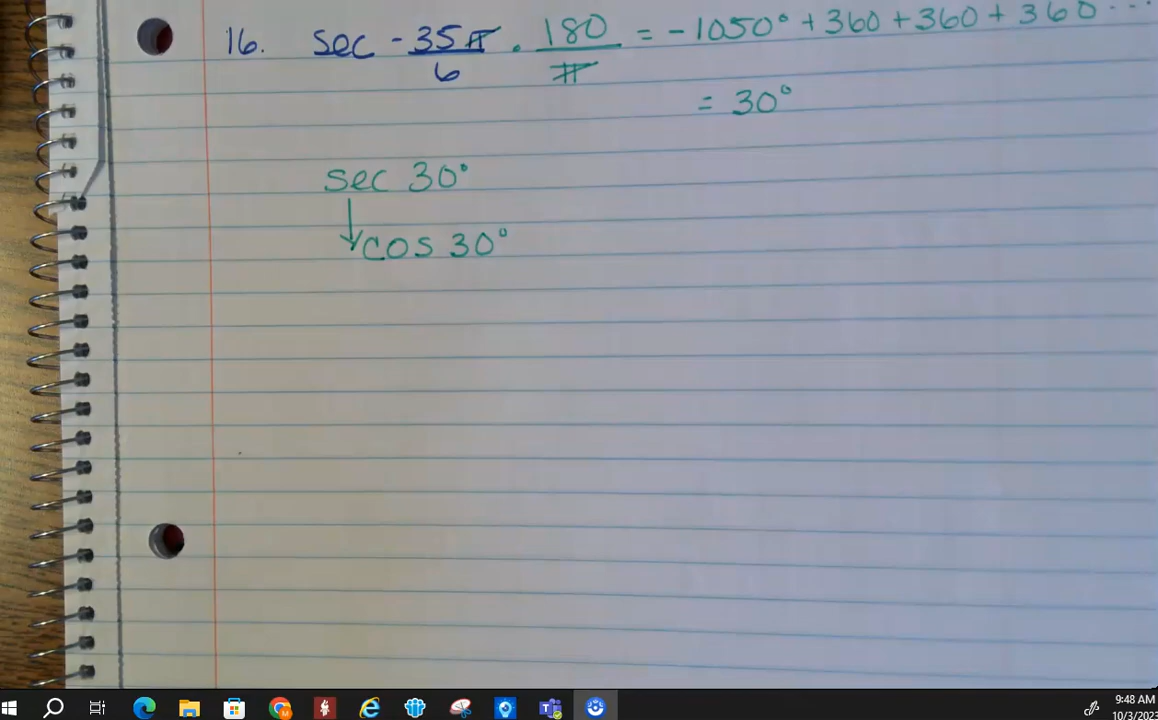 16. sec -35π/6 · 180/π = -1050° + 360 + 360 + 360 ...
= 30°
sec 30°
↓ cos 30°
9:48 AM